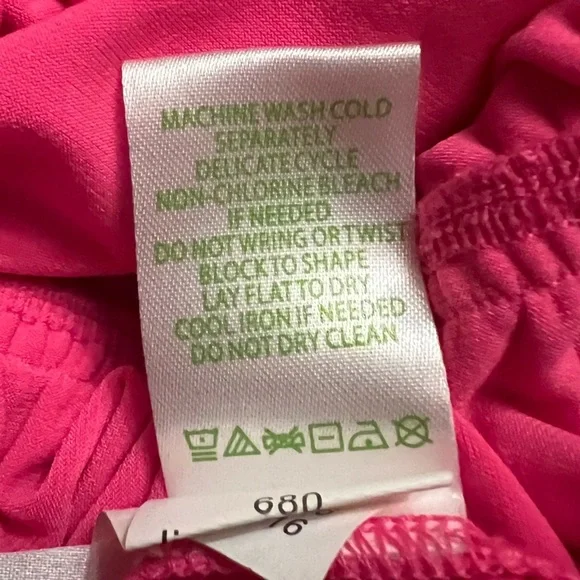 MACHINE WASH COLD
SEPARATELY
DELICATE CYCLE
NON-CHLORINE BLEACH
IF NEEDED
DO NOT WRING OR TWIST
BLOCK TO SHAPE
LAY FLAT TO DRY
COOL IRON IF NEEDED
DO NOT DRY CLEAN